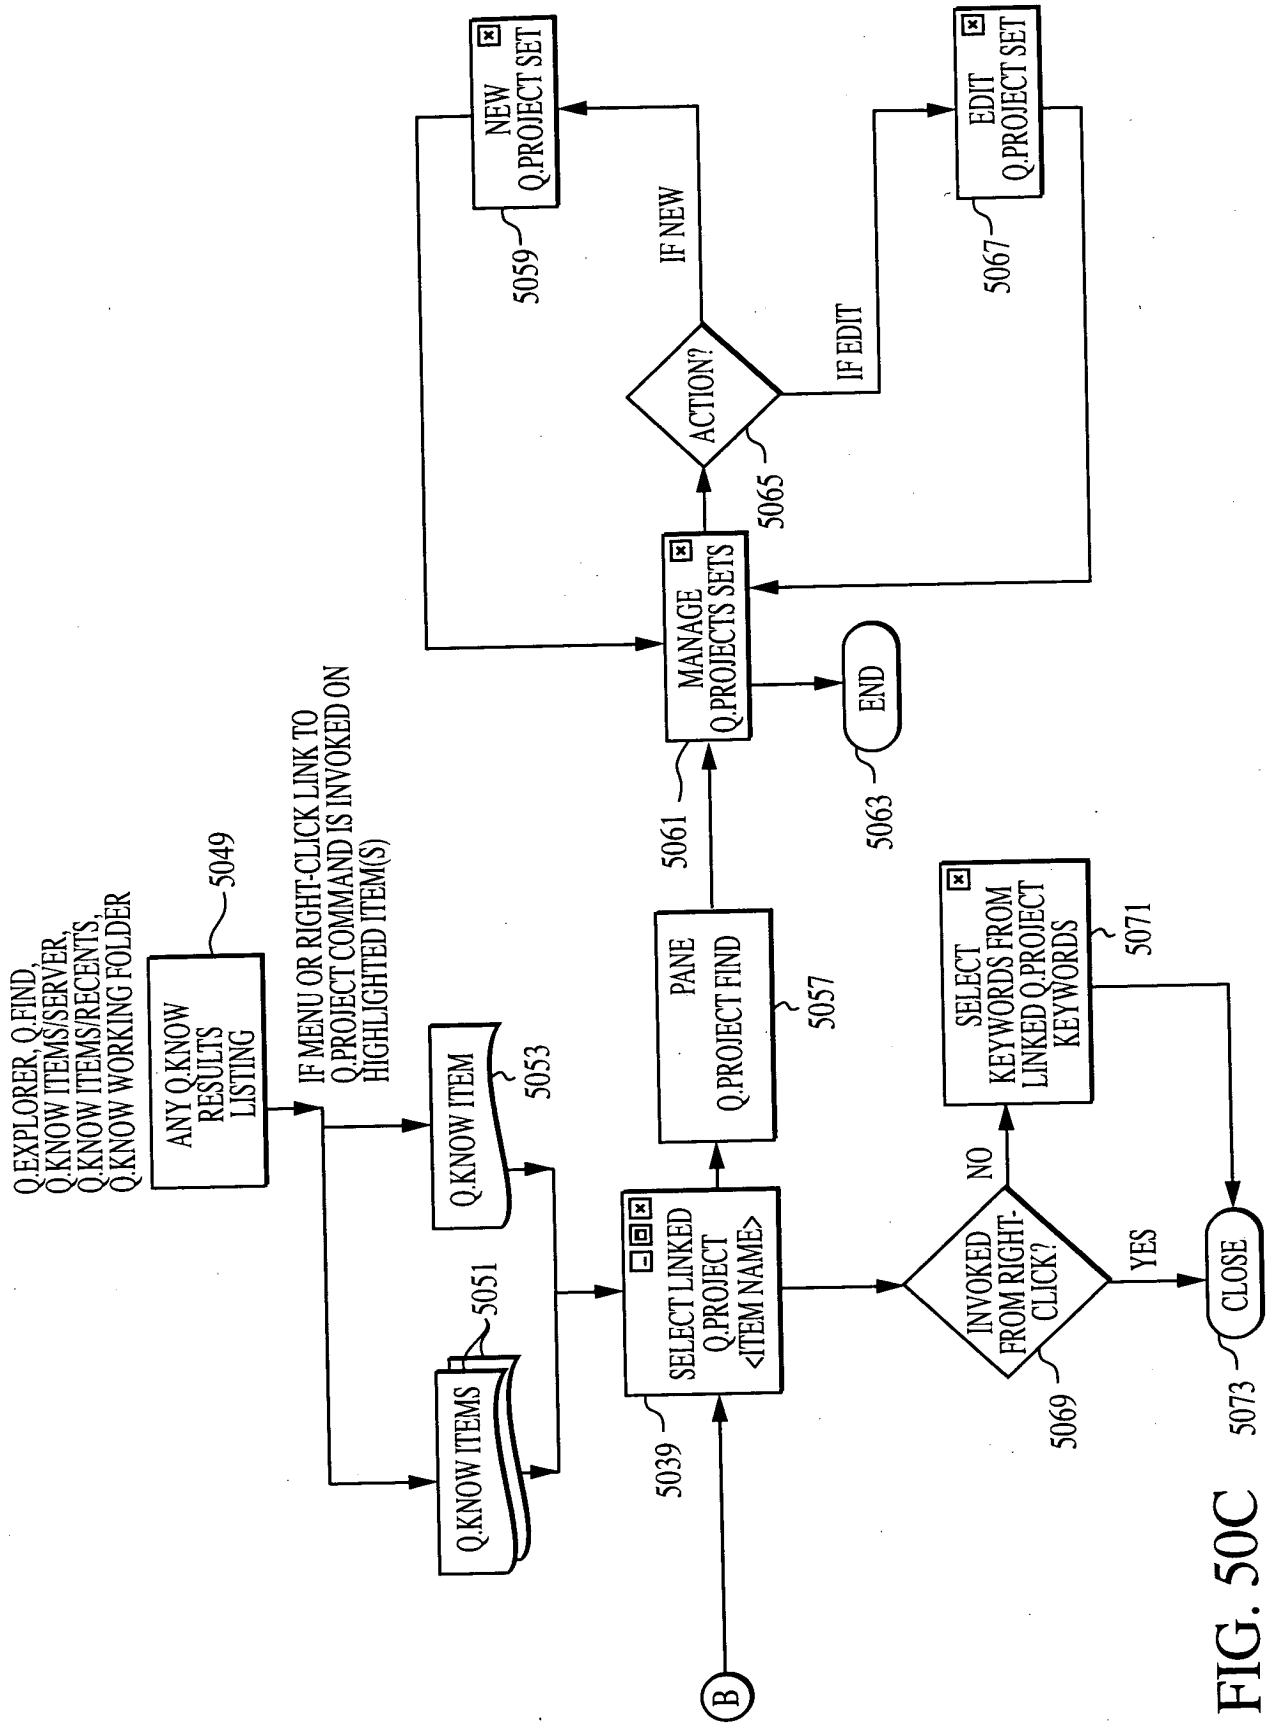 Q.EXPLORER, Q.FIND,
Q.KNOW ITEMS/SERVER,
Q.KNOW ITEMS/RECENTS,
Q.KNOW WORKING FOLDER
ANY Q.KNOW
RESULTS
LISTING
5049
IF MENU OR RIGHT-CLICK LINK TO
Q.PROJECT COMMAND IS INVOKED ON
HIGHLIGHTED ITEM(S)
Q.KNOW ITEMS
5051
Q.KNOW ITEM
5053
B
SELECT LINKED
Q.PROJECT
<ITEM NAME>
5039
PANE
Q.PROJECT FIND
5057
MANAGE
Q.PROJECTS SETS
5061
END
5063
ACTION?
5065
IF NEW
NEW
Q.PROJECT SET
5059
IF EDIT
EDIT
Q.PROJECT SET
5067
INVOKED
FROM RIGHT-
CLICK?
5069
NO
SELECT
KEYWORDS FROM
LINKED Q.PROJECT
KEYWORDS
5071
YES
CLOSE
5073
FIG. 50C